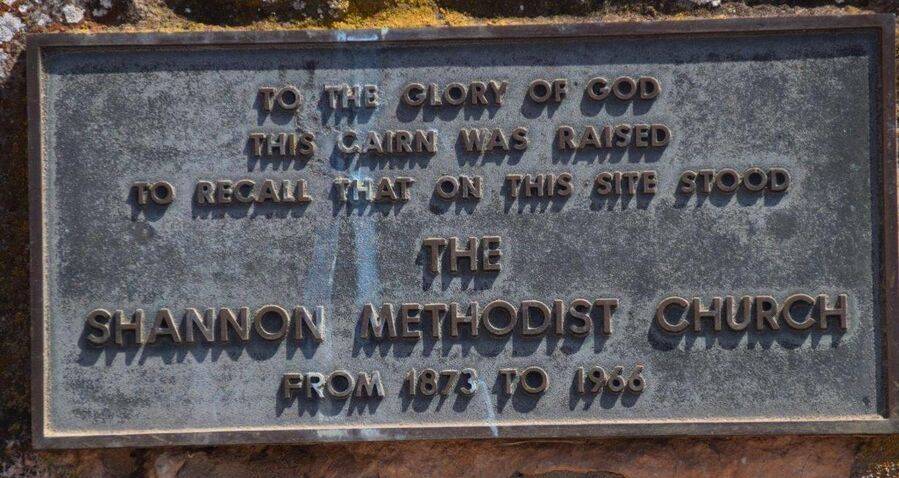 TO THE GLORY OF GOD
THIS CAIRN WAS RAISED
TO RECALL THAT ON THIS SITE STOOD
THE
SHANNON METHODIST CHURCH
FROM 1873 TO 1966